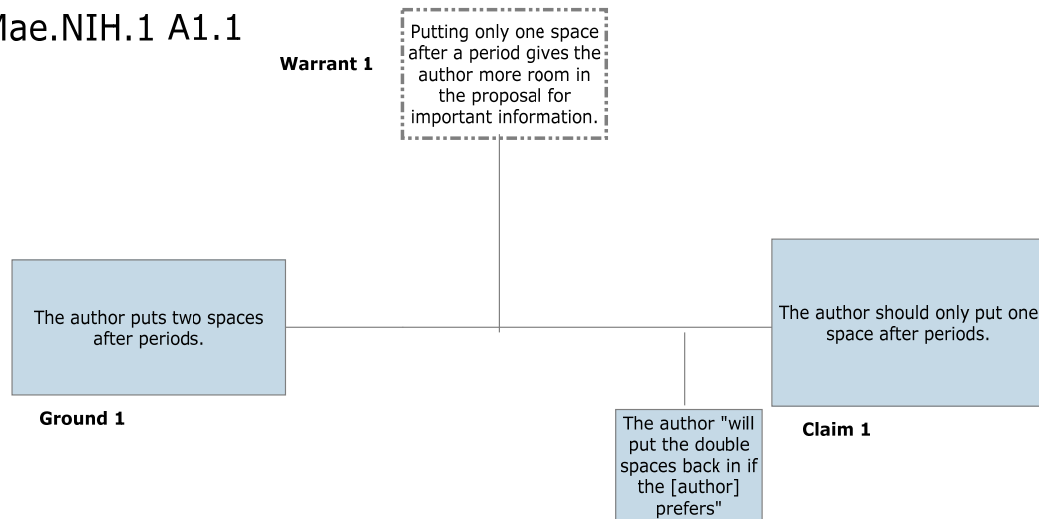 Mae.NIH.1 A1.1
Warrant 1
Putting only one space
after a period gives the
author more room in
the proposal for
important information.
The author puts two spaces
after periods.
Ground 1
The author should only put one
space after periods.
Claim 1
The author "will
put the double
spaces back in if
the [author]
prefers"